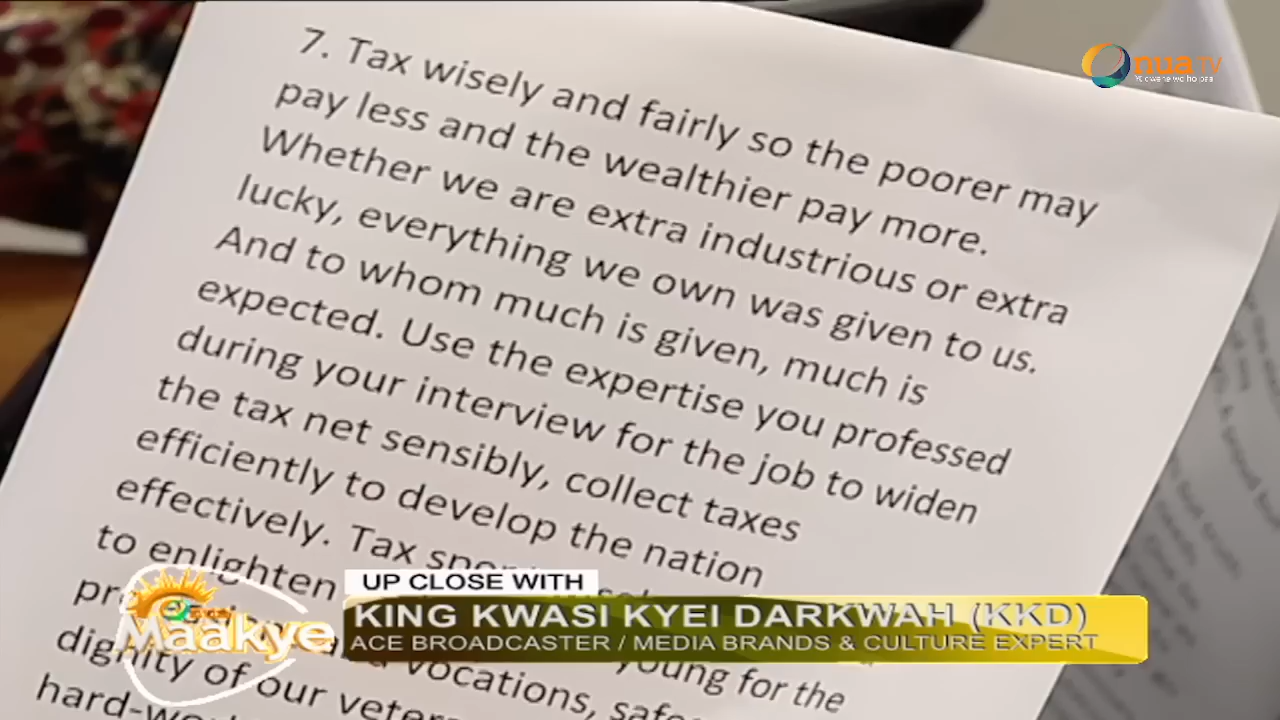 7. Tax wisely and fairly so the poorer may
pay less and the wealthier pay more.
Whether we are extra industrious or extra
lucky, everything we own was given to us.
And to whom much is given, much is
expected. Use the expertise you professed
during your interview for the job to widen
the tax net sensibly, collect taxes
efficiently to develop the nation
effectively. Tax
to enlighten
vocations,
young for the
dignity of our
Onua TV
Maakye
UP CLOSE WITH
KING KWASI KYEI DARKWAH (KKD)
ACE BROADCASTER / MEDIA BRANDS & CULTURE EXPERT